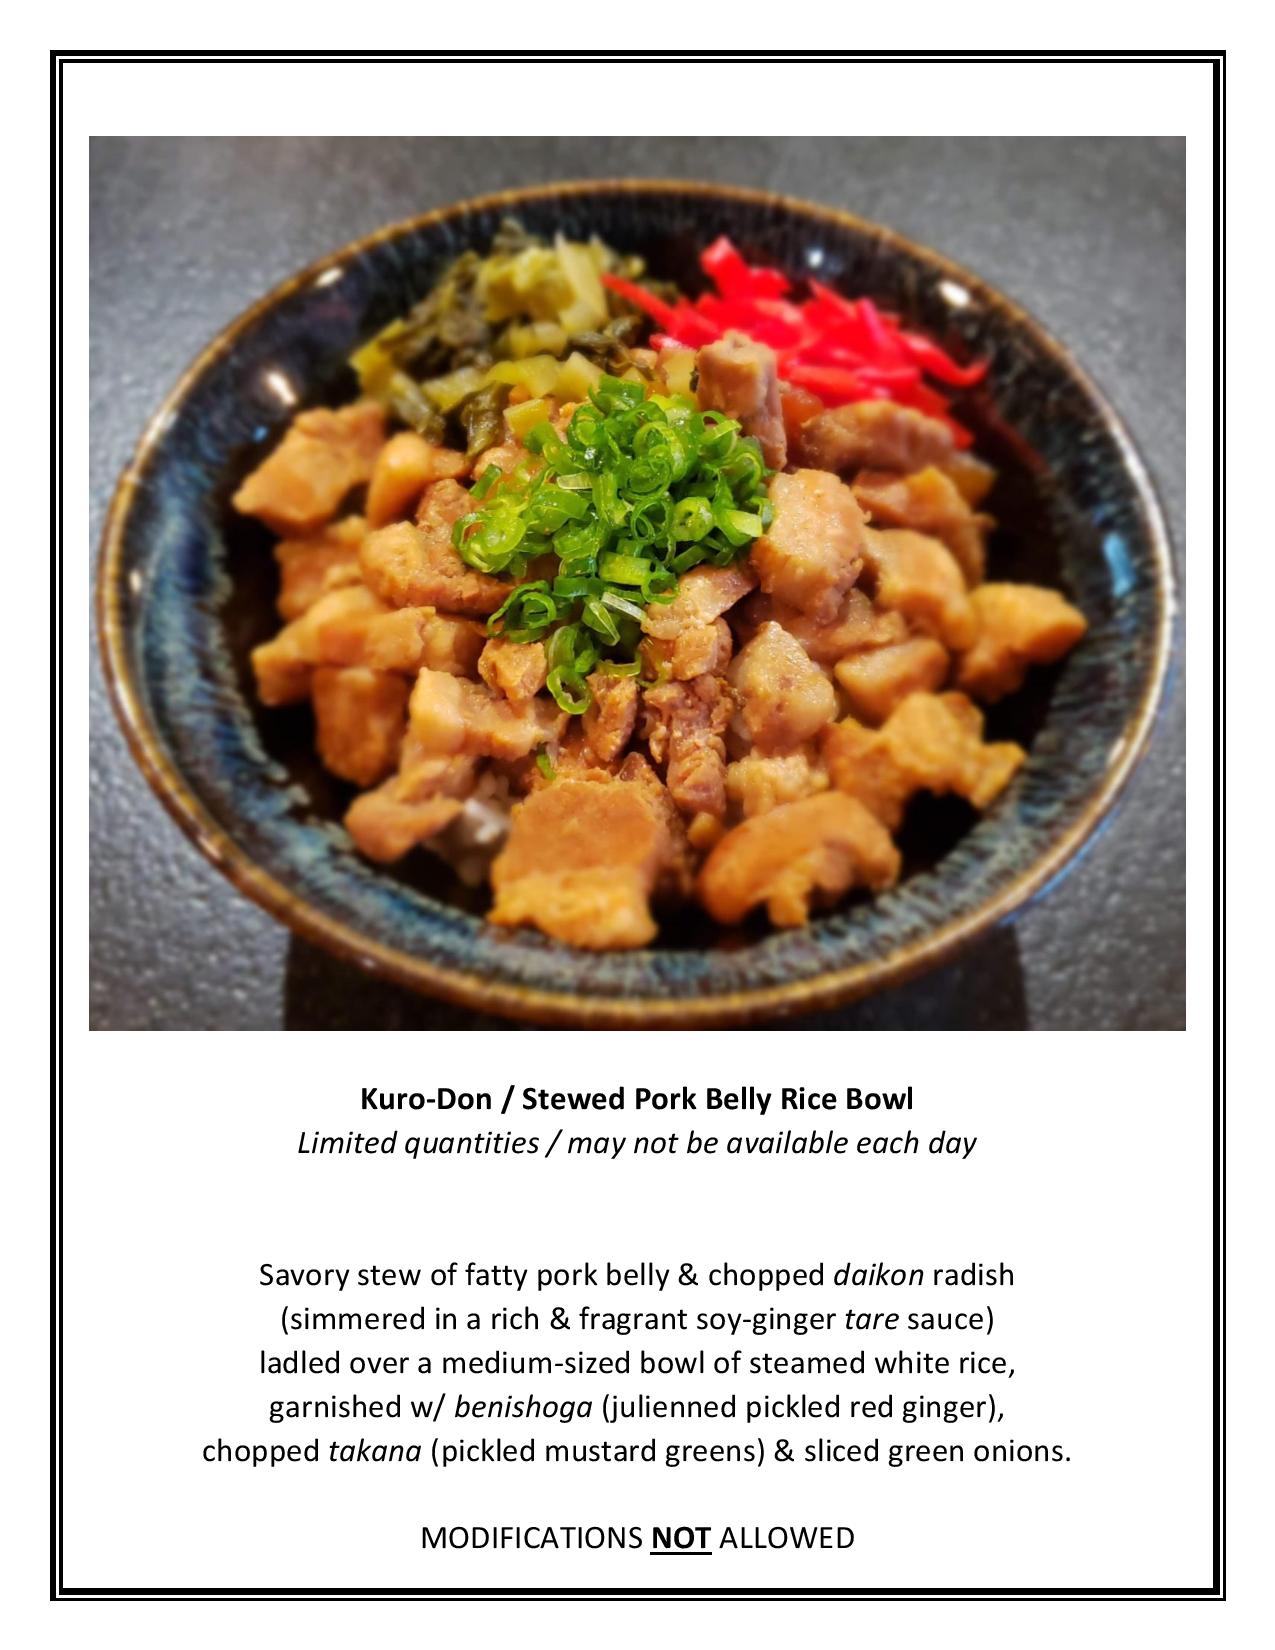 Kuro-Don / Stewed Pork Belly Rice Bowl
Limited quantities / may not be available each day
Savory stew of fatty pork belly & chopped daikon radish
(simmered in a rich & fragrant soy-ginger tare sauce)
ladled over a medium-sized bowl of steamed white rice,
garnished w/ benishoga (julienned pickled red ginger),
chopped takana (pickled mustard greens) & sliced green onions.
MODIFICATIONS NOT ALLOWED